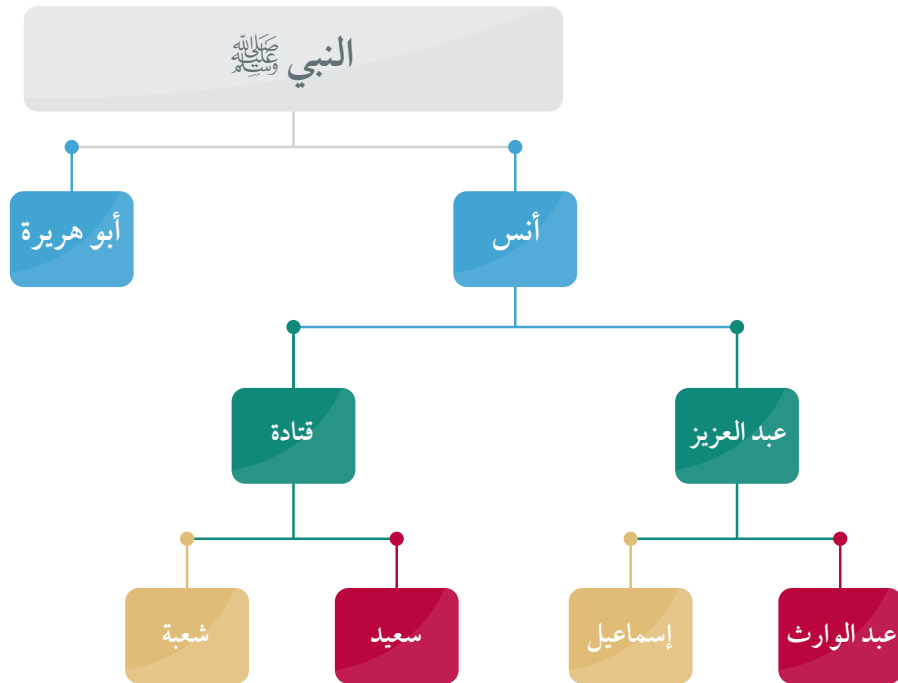 النبي ﷺ
أنس
أبو هريرة
عبد العزيز
قتادة
عبد الوارث
إسماعيل
سعيد
شعبة